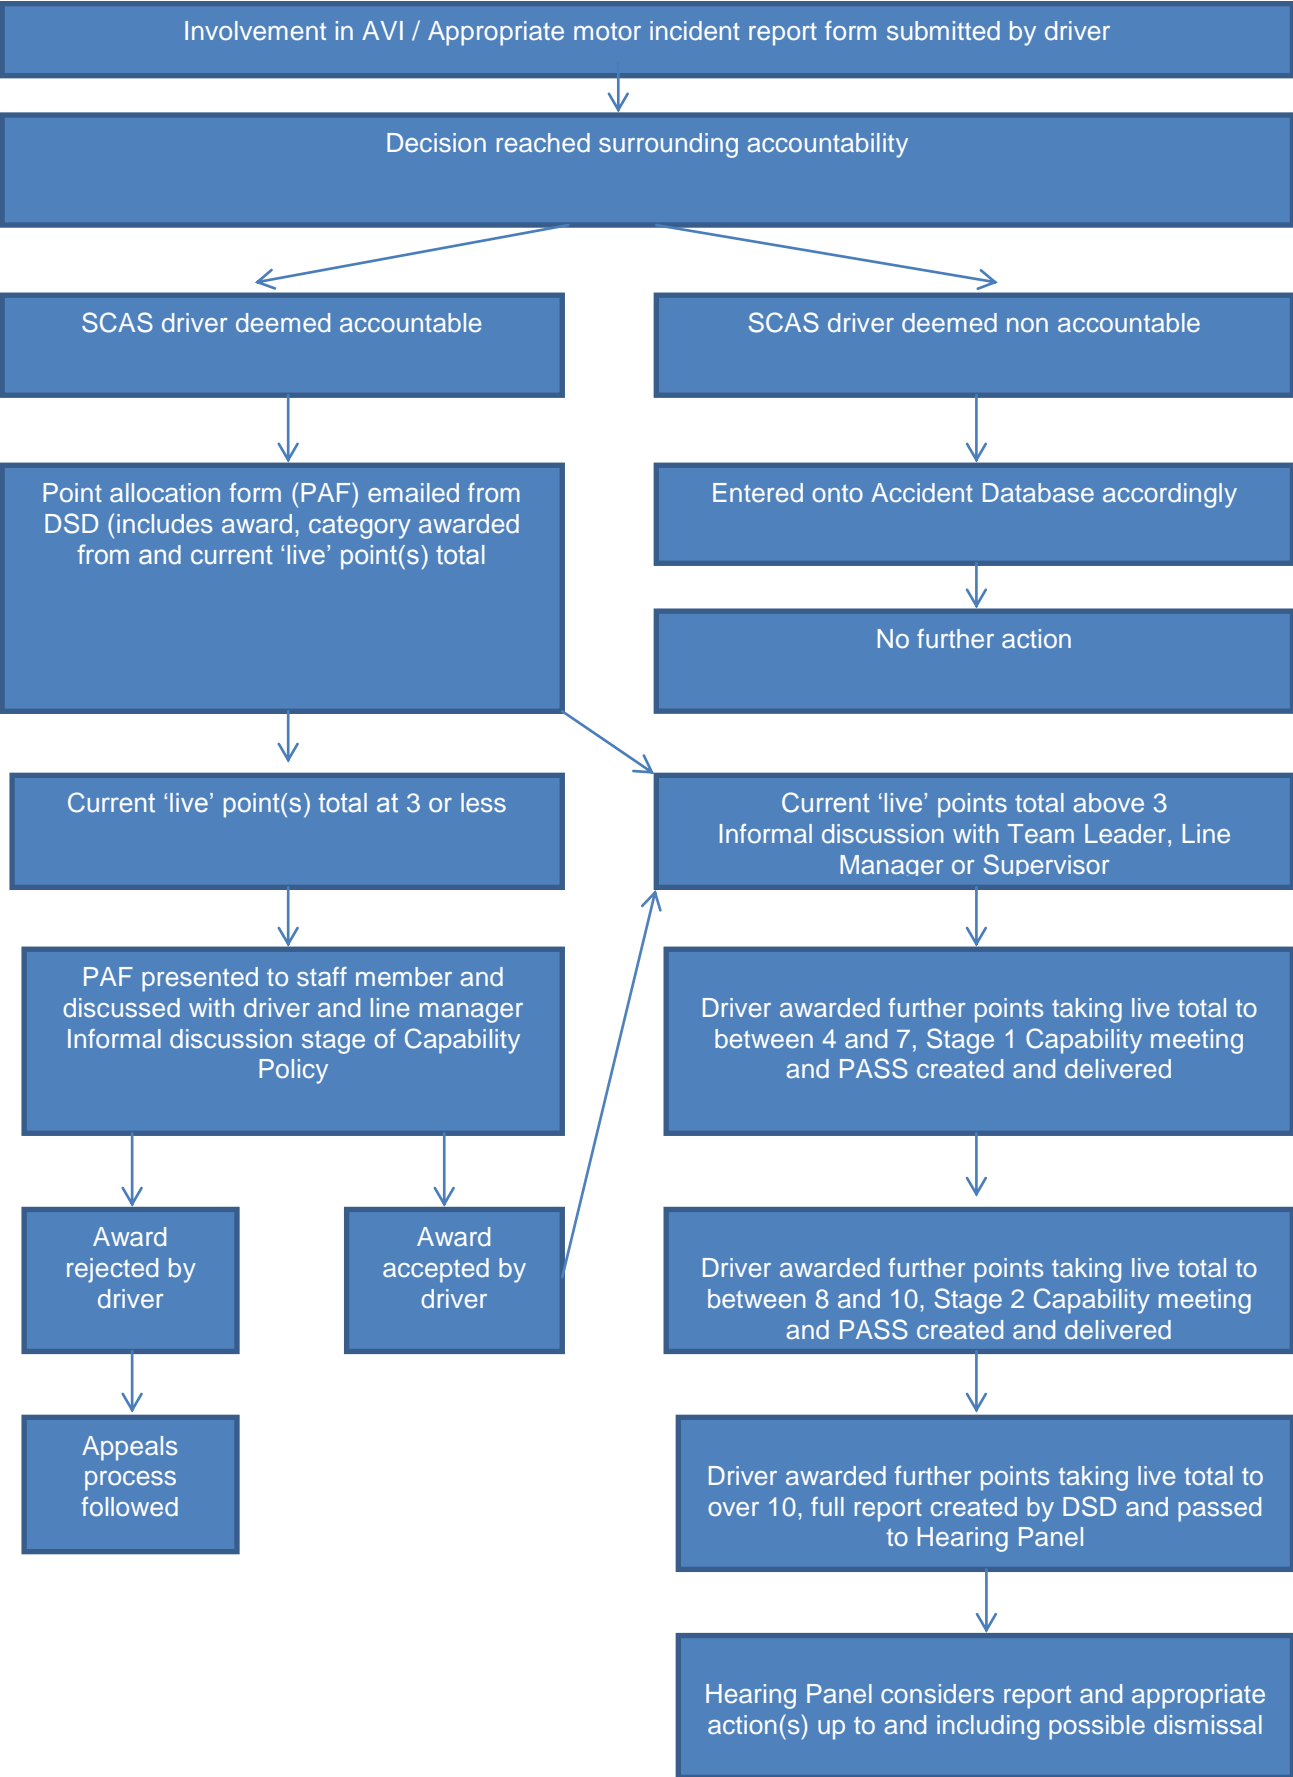 Involvement in AVI / Appropriate motor incident report form submitted by driver
Decision reached surrounding accountability
SCAS driver deemed accountable
SCAS driver deemed non accountable
Point allocation form (PAF) emailed from
DSD (includes award, category awarded
from and current ‘live’ point(s) total
Entered onto Accident Database accordingly
No further action
Current ‘live’ point(s) total at 3 or less
Current ‘live’ points total above 3
Informal discussion with Team Leader, Line
Manager or Supervisor
PAF presented to staff member and
discussed with driver and line manager
Informal discussion stage of Capability
Policy
Driver awarded further points taking live total to
between 4 and 7, Stage 1 Capability meeting
and PASS created and delivered
Award
rejected by
driver
Award
accepted by
driver
Driver awarded further points taking live total to
between 8 and 10, Stage 2 Capability meeting
and PASS created and delivered
Appeals
process
followed
Driver awarded further points taking live total to
over 10, full report created by DSD and passed
to Hearing Panel
Hearing Panel considers report and appropriate
action(s) up to and including possible dismissal